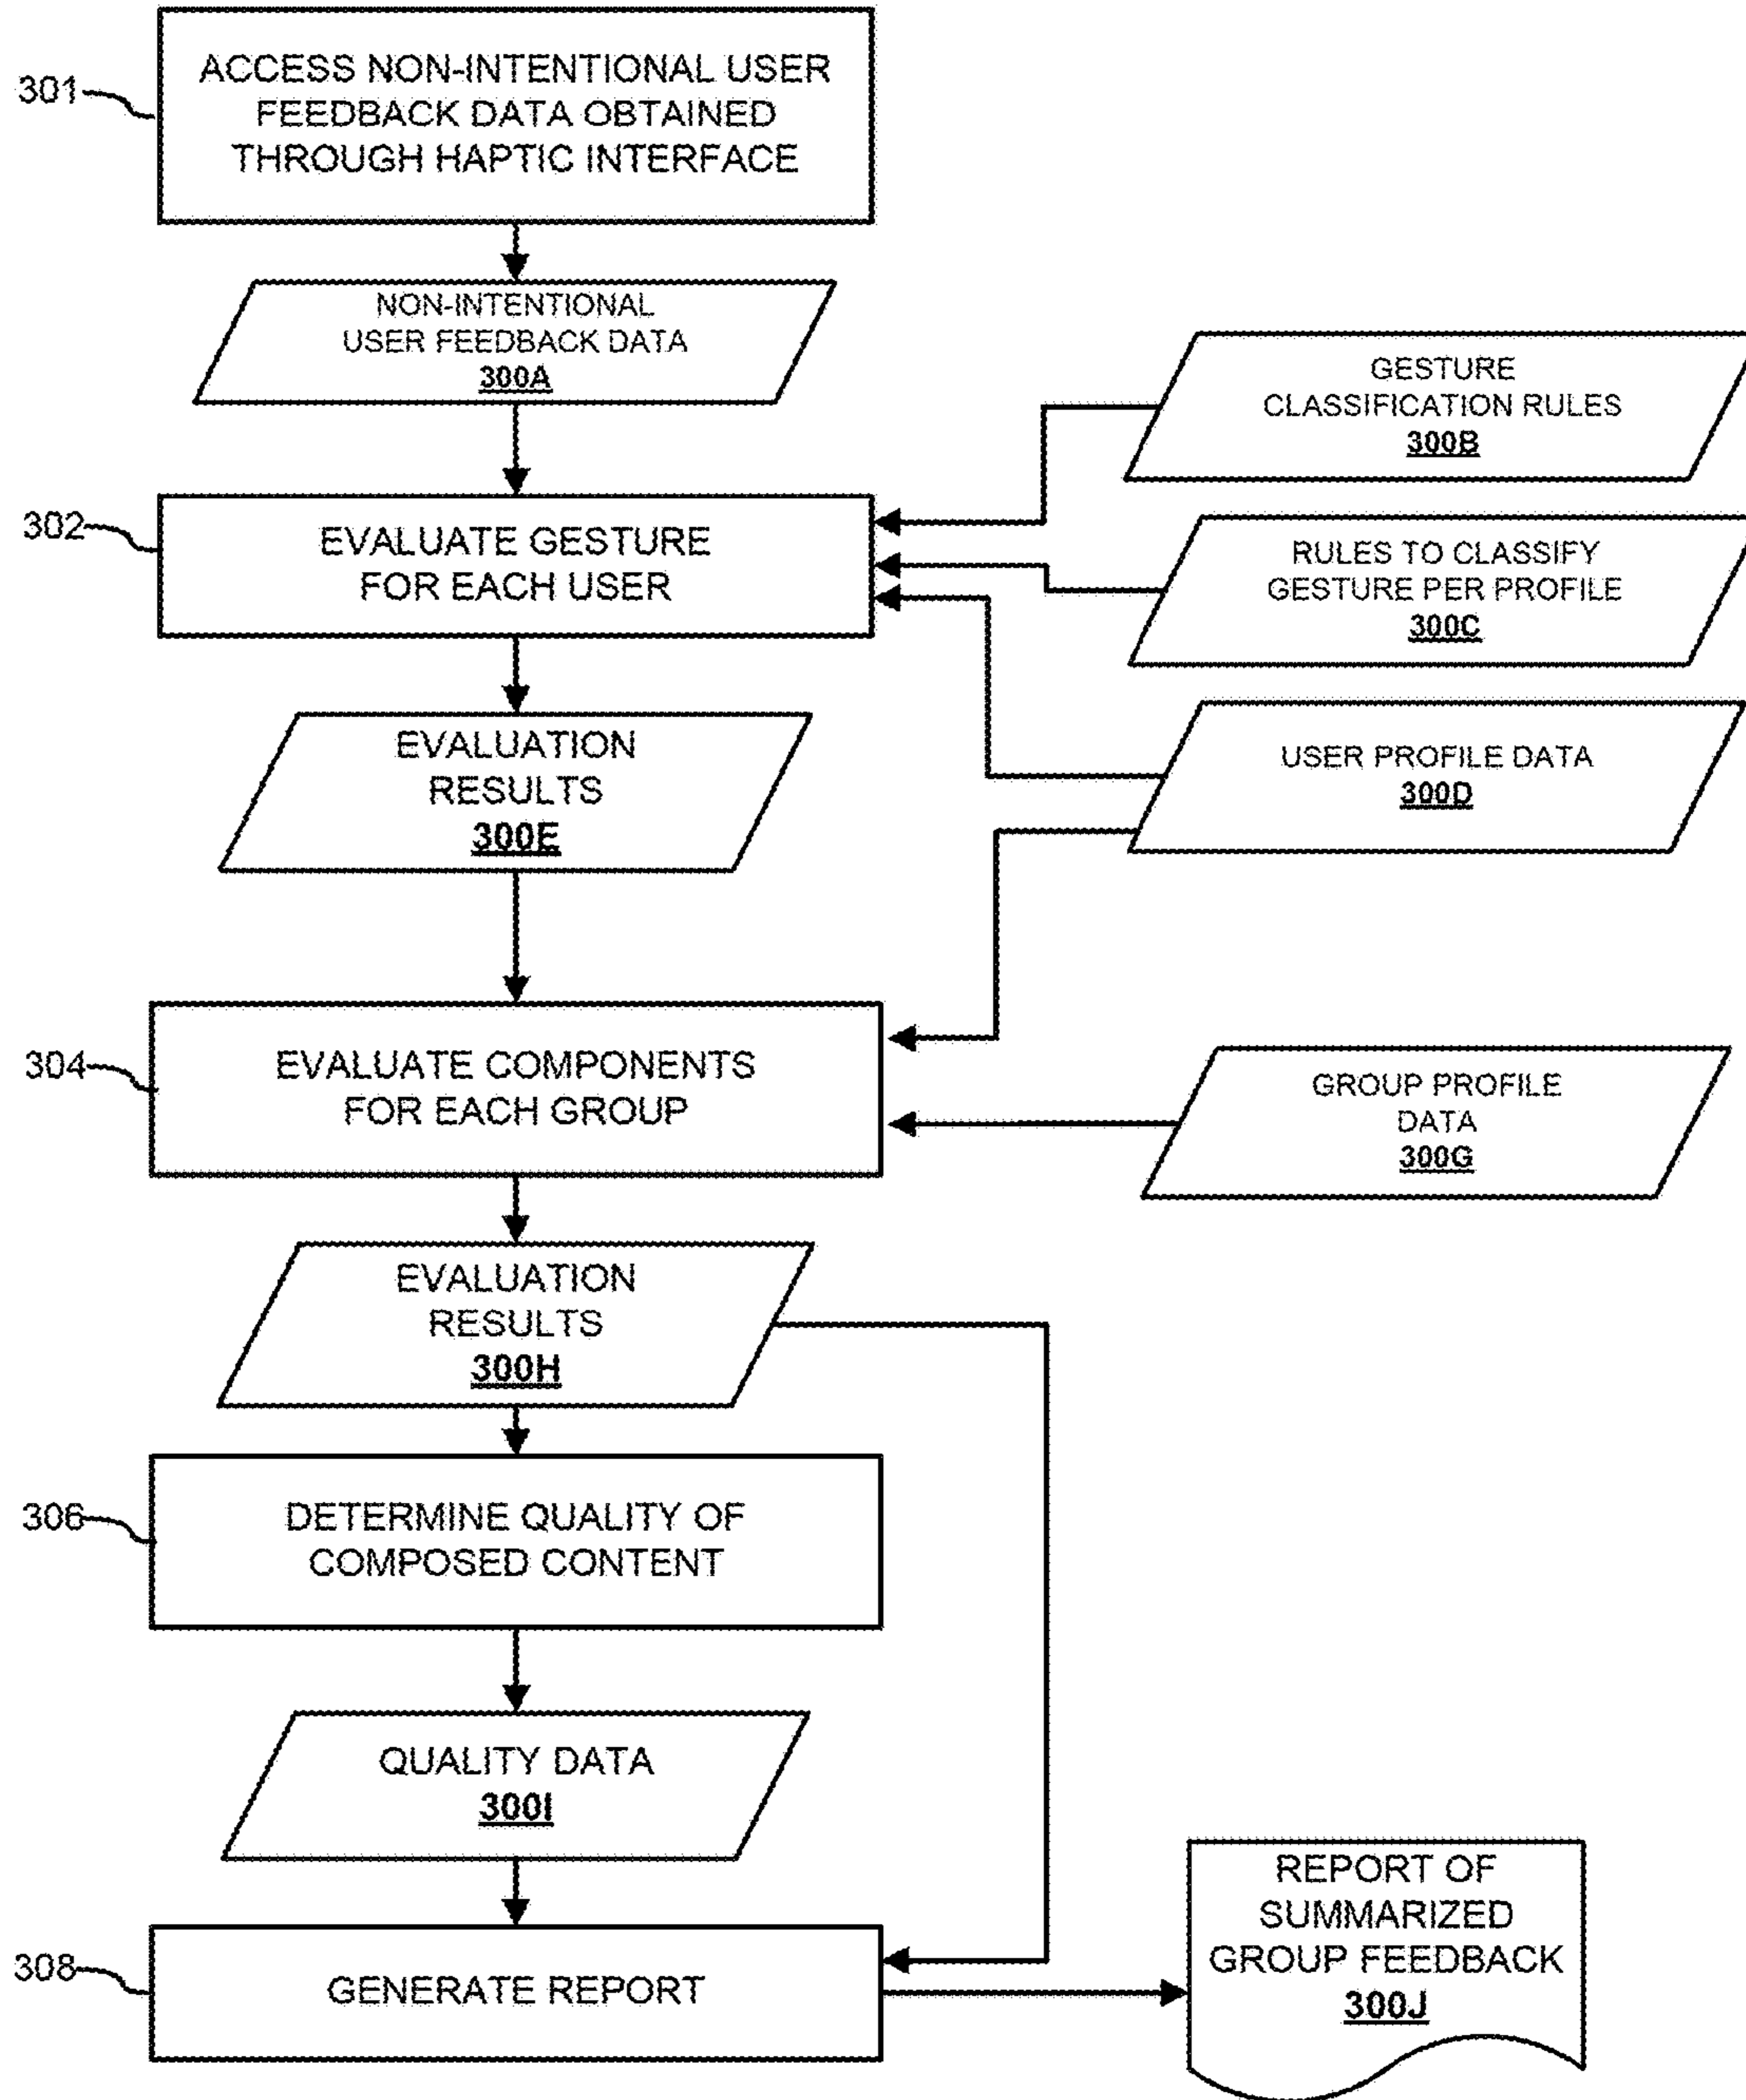 301
ACCESS NON-INTENTIONAL USER
FEEDBACK DATA OBTAINED
THROUGH HAPTIC INTERFACE
NON-INTENTIONAL
USER FEEDBACK DATA
300A
GESTURE
CLASSIFICATION RULES
300B
302
EVALUATE GESTURE
FOR EACH USER
RULES TO CLASSIFY
GESTURE PER PROFILE
300C
EVALUATION
RESULTS
300E
USER PROFILE DATA
300D
304
EVALUATE COMPONENTS
FOR EACH GROUP
GROUP PROFILE
DATA
300G
EVALUATION
RESULTS
300H
306
DETERMINE QUALITY OF
COMPOSED CONTENT
QUALITY DATA
300I
308
GENERATE REPORT
REPORT OF
SUMMARIZED
GROUP FEEDBACK
300J